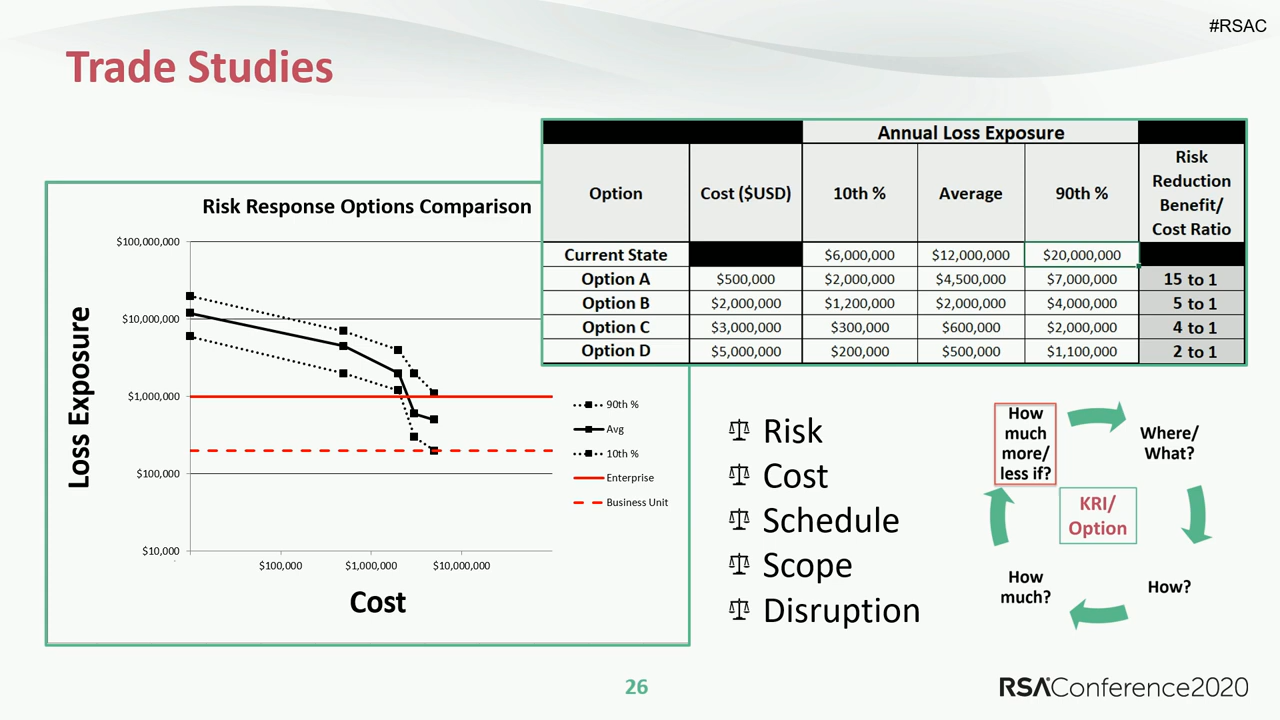 #RSAC
Trade Studies
Annual Loss Exposure
Option
Cost ($USD)
10th %
Average
90th %
Risk
Reduction
Benefit/
Cost Ratio
Current State $6,000,000 $12,000,000 $20,000,000
Option A $500,000 $2,000,000 $4,500,000 $7,000,000 15 to 1
Option B $2,000,000 $1,200,000 $2,000,000 $4,000,000 5 to 1
Option C $3,000,000 $300,000 $600,000 $2,000,000 4 to 1
Option D $5,000,000 $200,000 $500,000 $1,100,000 2 to 1
Risk Response Options Comparison
Loss Exposure
$100,000,000
$10,000,000
$1,000,000
$100,000
$10,000
$100,000 $1,000,000 $10,000,000
Cost
90th %
Avg
10th %
Enterprise
Business Unit
Risk
Cost
Schedule
Scope
Disruption
How
much
more/
less if?
Where/
What?
KRI/
Option
How?
How
much?
26
RSAConference2020